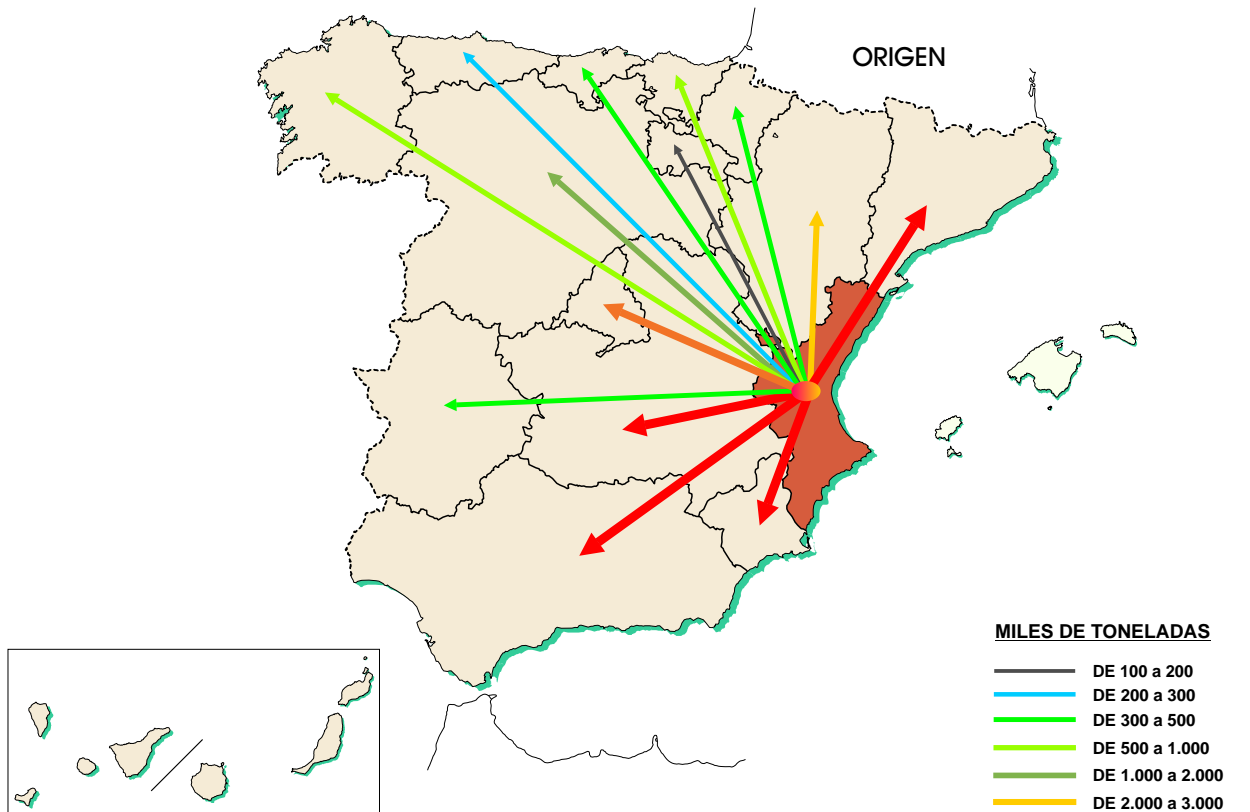 ORIGEN
MILES DE TONELADAS
DE 100 a 200
DE 200 a 300
DE 300 a 500
DE 500 a 1.000
DE 1.000 a 2.000
DE 2.000 a 3.000